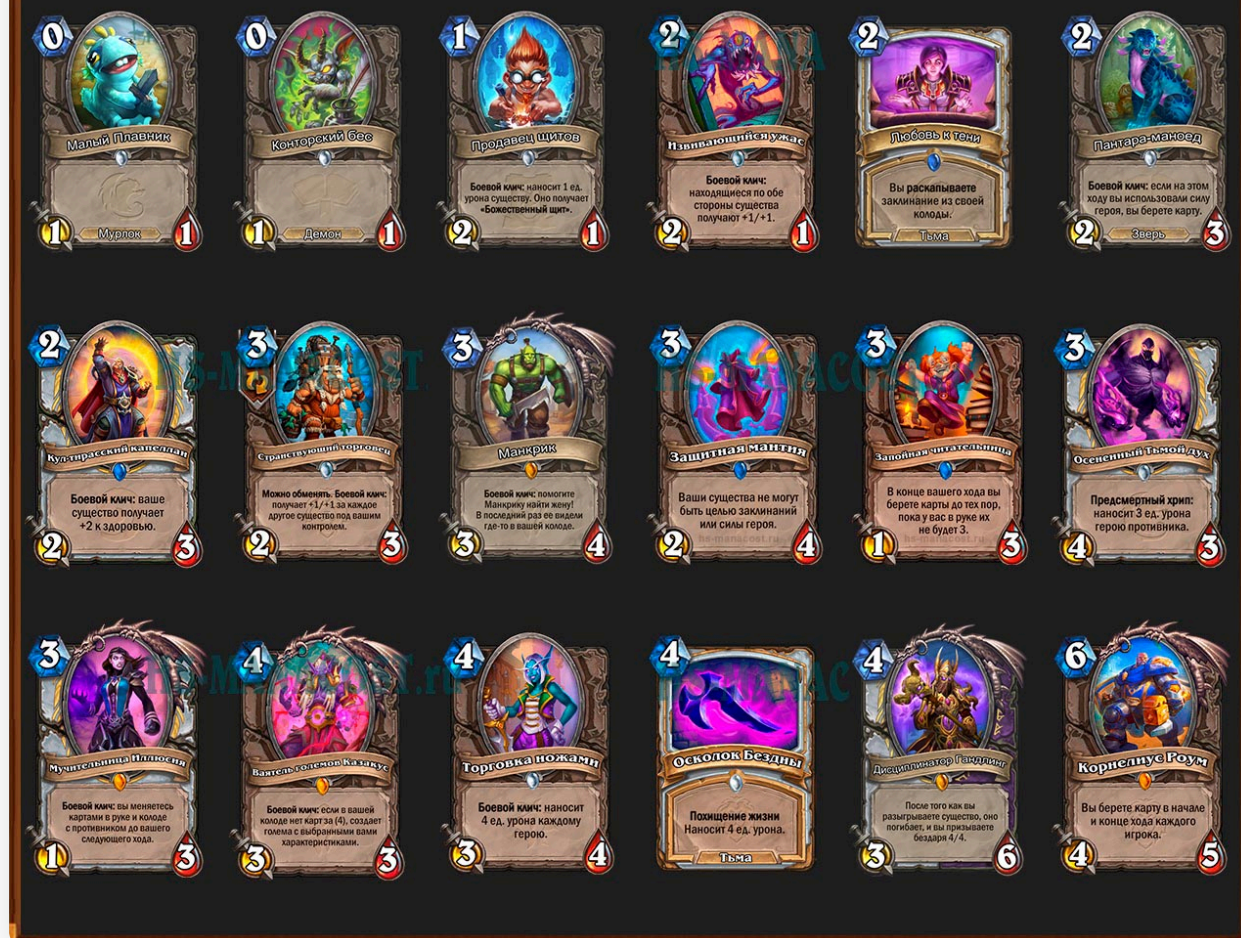 0
Малый Плавник
1
Мурлок
1
0
Конторский бес
1
Демон
1
1
Продавец щитов
Боевой клич: наносит 1 ед.
урона существу. Оно получает
«Божественный щит».
2
1
2
Извивающийся ужас
Боевой клич:
находящиеся по обе
стороны существа
получают +1/+1.
2
1
2
Любовь к тени
Вы раскапываете
заклинание из своей
колоды.
Тьма
2
Пантара-маноед
Боевой клич: если на этом
ходу вы использовали силу
героя, вы берете карту.
2
Зверь
3
2
Кул-тирасский капеллан
Боевой клич: ваше
существо получает
+2 к здоровью.
2
3
3
Странствующий торговец
Можно обменять. Боевой клич:
получает +1/+1 за каждое
другое существо под вашим
контролем.
2
3
3
Манкрик
Боевой клич: помогите
Манкрику найти жену!
В последний раз ее видели
где-то в вашей колоде.
3
4
3
Защитная мантия
Ваши существа не могут
быть целью заклинаний
или силы героя.
hs-manacost.ru
2
4
3
Запойная читательница
В конце вашего хода вы
берете карты до тех пор,
пока у вас в руке их
не будет 3.
hs-manacost.ru
1
3
3
Осененный Тьмой дух
Предсмертный хрип:
наносит 3 ед. урона
герою противника.
4
3
3
Мучительница Иллюсия
Боевой клич: вы меняетесь
картами в руке и колоде
с противником до вашего
следующего хода.
1
3
4
Ваятель големов Казакус
Боевой клич: если в вашей
колоде нет карт за (4), создает
голема с выбранными вами
характеристиками.
3
3
4
Торговка ножами
Боевой клич: наносит
4 ед. урона каждому
герою.
3
4
4
Осколок Бездны
Похищение жизни
Наносит 4 ед. урона.
Тьма
4
Дисциплинатор Гандлинг
После того как вы
разыгрываете существо, оно
погибает, и вы призываете
бездаря 4/4.
3
6
6
Корнелиус Роум
Вы берете карту в начале
и конце хода каждого
игрока.
4
5